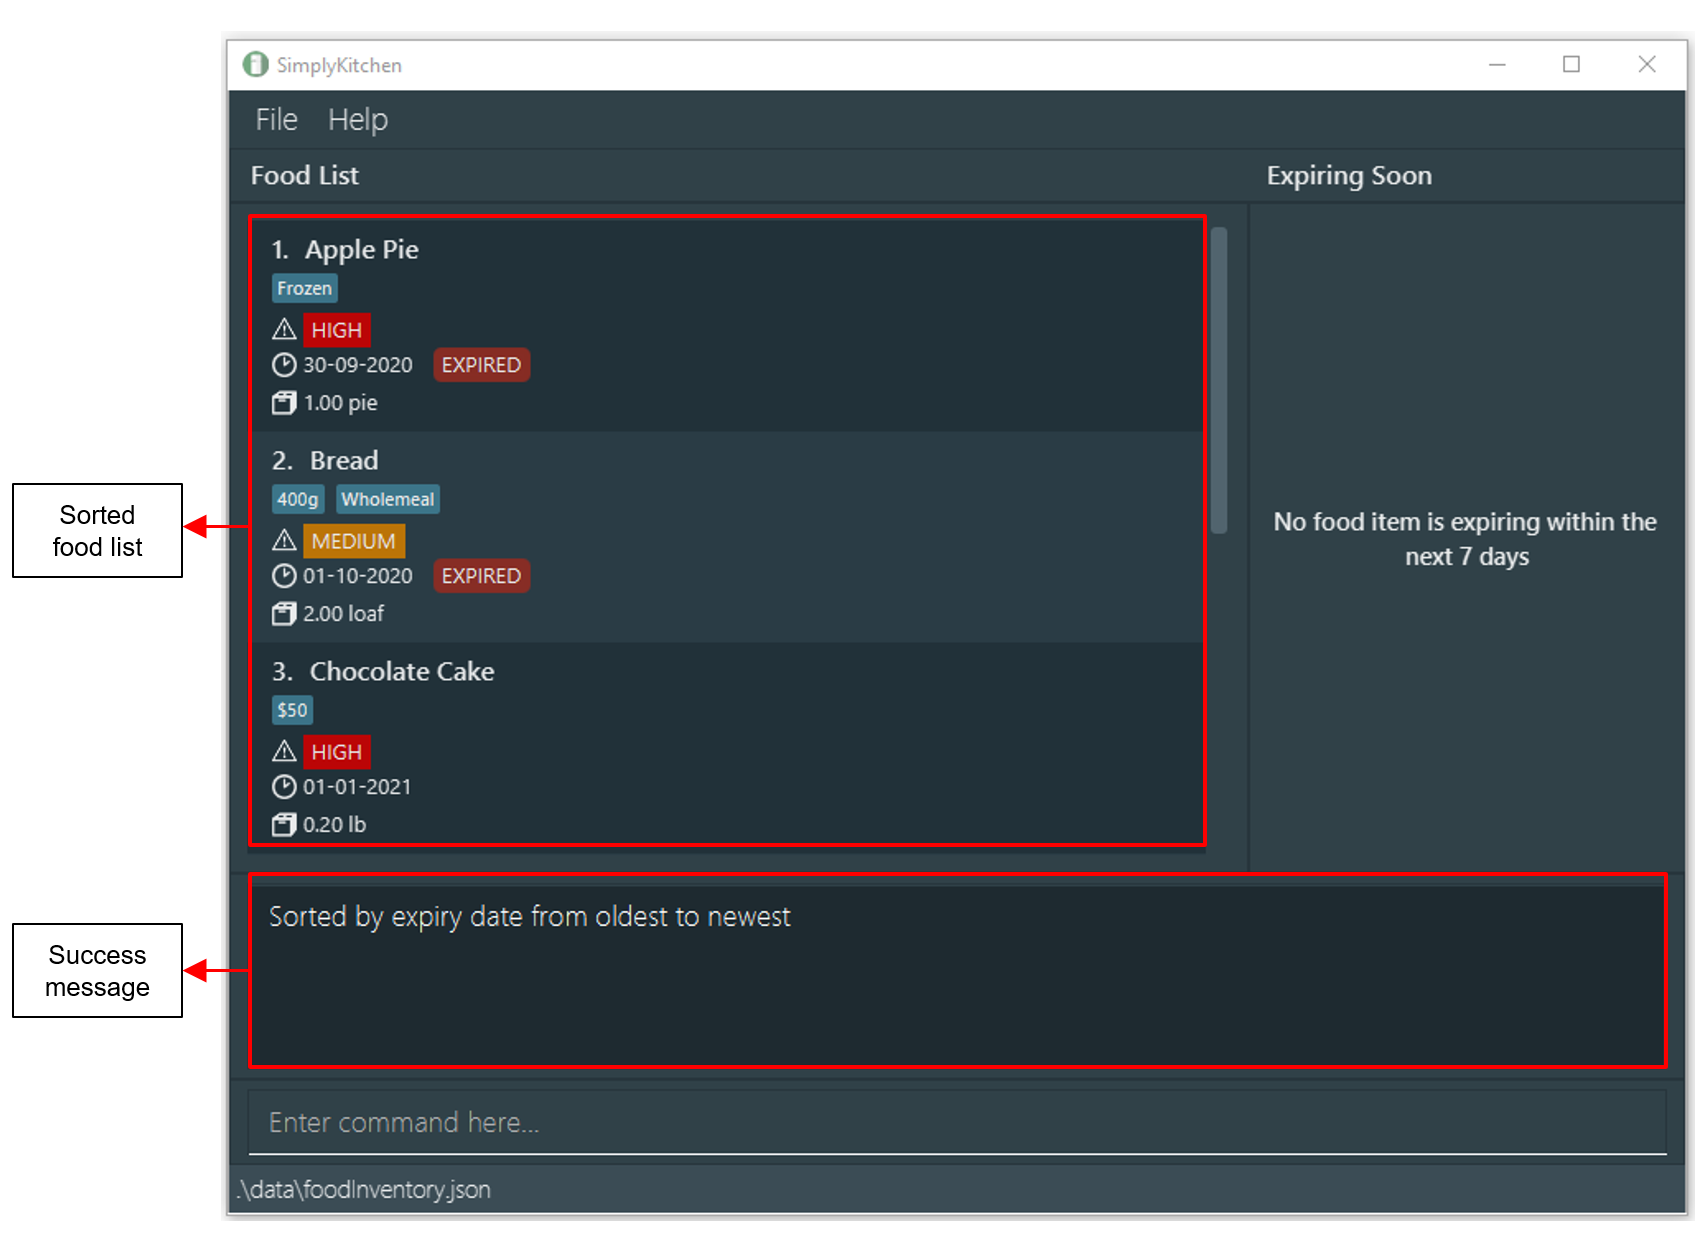 SimplyKitchen
File Help
Food List
Expiring Soon
1. Apple Pie
Frozen
HIGH
30-09-2020 EXPIRED
1.00 pie
2. Bread
400g Wholemeal
MEDIUM
01-10-2020 EXPIRED
2.00 loaf
3. Chocolate Cake
$50
HIGH
01-01-2021
0.20 lb
No food item is expiring within the
next 7 days
Sorted
food list
Sorted by expiry date from oldest to newest
Success
message
Enter command here...
.\data\foodInventory.json